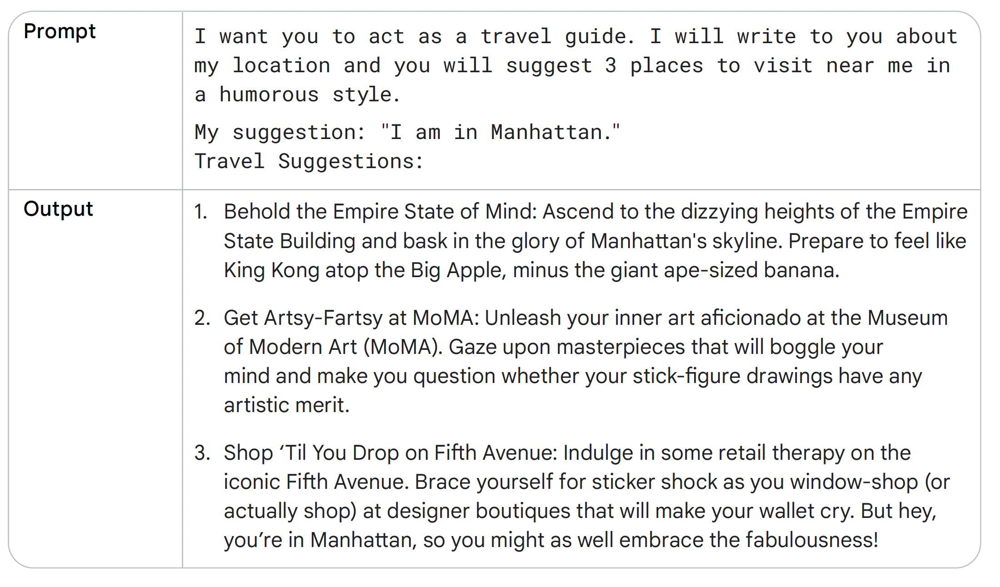 Prompt
I want you to act as a travel guide. I will write to you about
my location and you will suggest 3 places to visit near me in
a humorous style.
My suggestion: "I am in Manhattan."
Travel Suggestions:
Output
1. Behold the Empire State of Mind: Ascend to the dizzying heights of the Empire
State Building and bask in the glory of Manhattan's skyline. Prepare to feel like
King Kong atop the Big Apple, minus the giant ape-sized banana.
2. Get Artsy-Fartsy at MoMA: Unleash your inner art aficionado at the Museum
of Modern Art (MoMA). Gaze upon masterpieces that will boggle your
mind and make you question whether your stick-figure drawings have any
artistic merit.
3. Shop ‘Til You Drop on Fifth Avenue: Indulge in some retail therapy on the
iconic Fifth Avenue. Brace yourself for sticker shock as you window-shop (or
actually shop) at designer boutiques that will make your wallet cry. But hey,
you’re in Manhattan, so you might as well embrace the fabulousness!